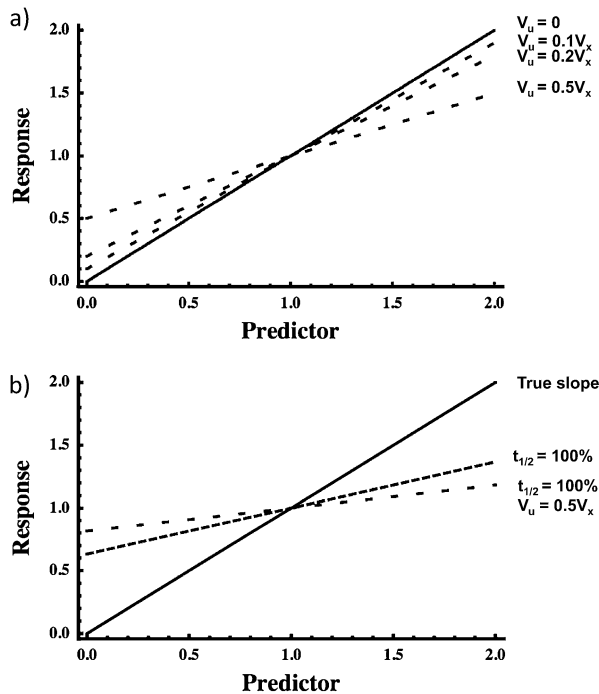 a)
Response
2.0
1.5
1.0
0.5
0.0
0.0 0.5 1.0 1.5 2.0
Predictor
Vu = 0
Vu = 0.1Vx
Vu = 0.2Vx
Vu = 0.5Vx
b)
Response
2.0
1.5
1.0
0.5
0.0
0.0 0.5 1.0 1.5 2.0
Predictor
True slope
t1/2 = 100%
t1/2 = 100%
Vu = 0.5Vx